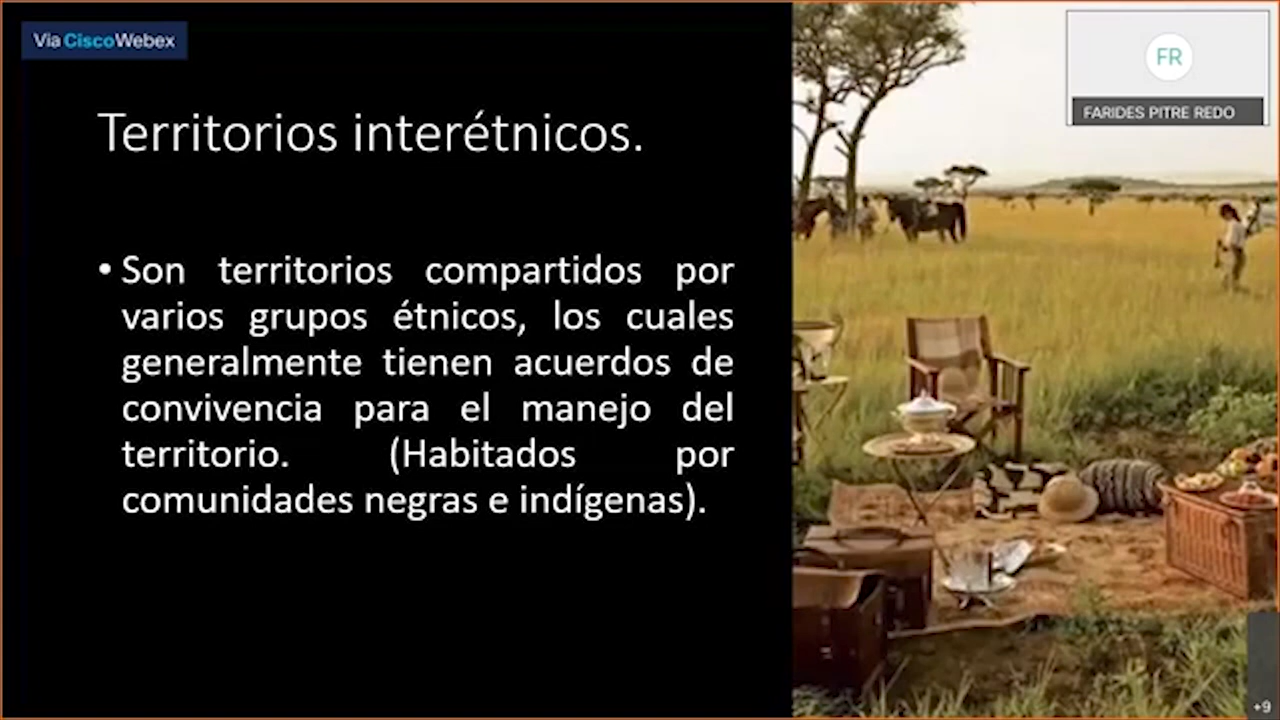 Vía CiscoWebex
FR
FARIDES PITRE REDO
Territorios interétnicos.
• Son territorios compartidos por
varios grupos étnicos, los cuales
generalmente tienen acuerdos de
convivencia para el manejo del
territorio. (Habitados por
comunidades negras e indígenas).
+9